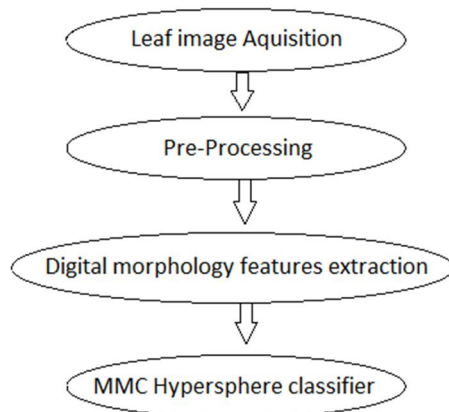 Leaf image Aquisition
Pre-Processing
Digital morphology features extraction
MMC Hypersphere classifier